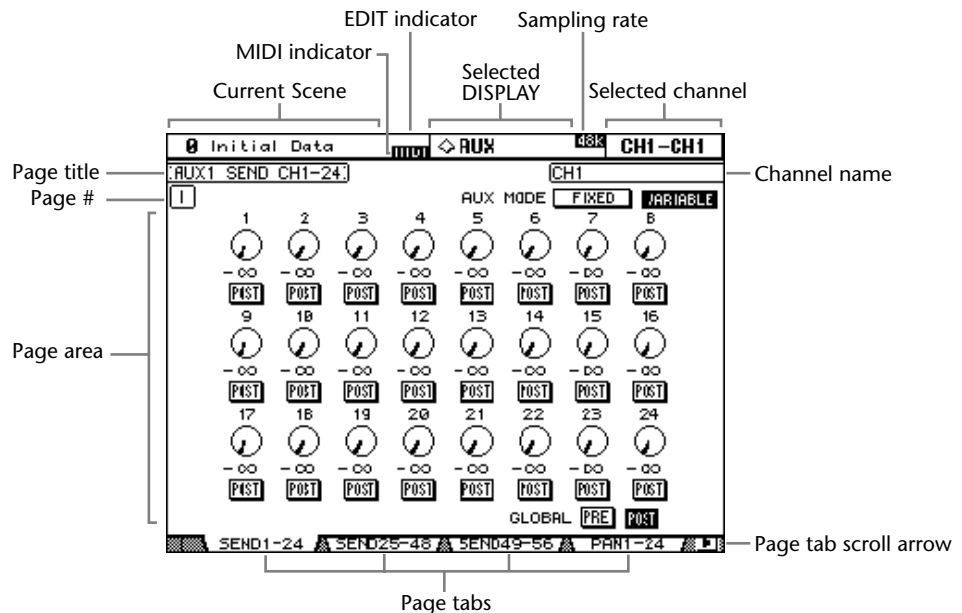 EDIT indicator
Sampling rate
MIDI indicator
Selected
DISPLAY
Current Scene
Selected channel
0 Initial Data
MIDI
AUX
48k
CH1-CH1
Page title
AUX1 SEND CH1-24
CH1
Channel name
Page #
1
AUX MODE FIXED VARIABLE
1 2 3 4 5 6 7 8
-∞ -∞ -∞ -∞ -∞ -∞ -∞ -∞
POST POST POST POST POST POST POST POST
9 10 11 12 13 14 15 16
Page area
-∞ -∞ -∞ -∞ -∞ -∞ -∞ -∞
POST POST POST POST POST POST POST POST
17 18 19 20 21 22 23 24
-∞ -∞ -∞ -∞ -∞ -∞ -∞ -∞
POST POST POST POST POST POST POST POST
GLOBAL PRE POST
SEND1-24 SEND25-48 SEND49-56 PAN1-24
Page tab scroll arrow
Page tabs